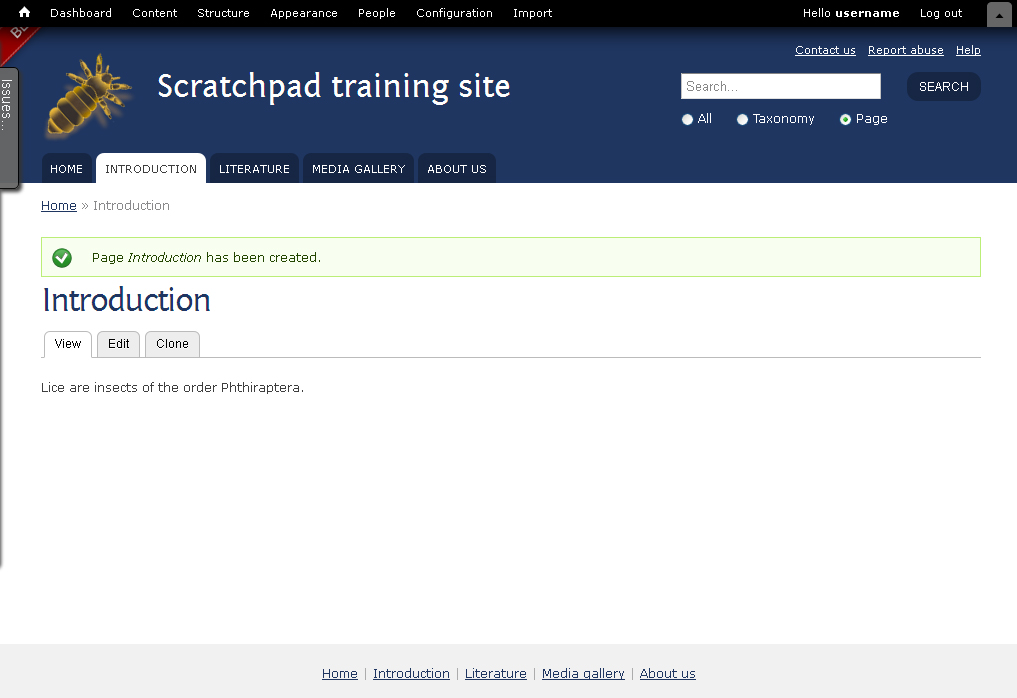 Dashboard Content Structure Appearance People Configuration Import Hello username Log out
Contact us Report abuse Help
Issues...
Scratchpad training site
Search... SEARCH
All Taxonomy Page
HOME INTRODUCTION LITERATURE MEDIA GALLERY ABOUT US
Home » Introduction
Page Introduction has been created.
Introduction
View Edit Clone
Lice are insects of the order Phthiraptera.
Home | Introduction | Literature | Media gallery | About us